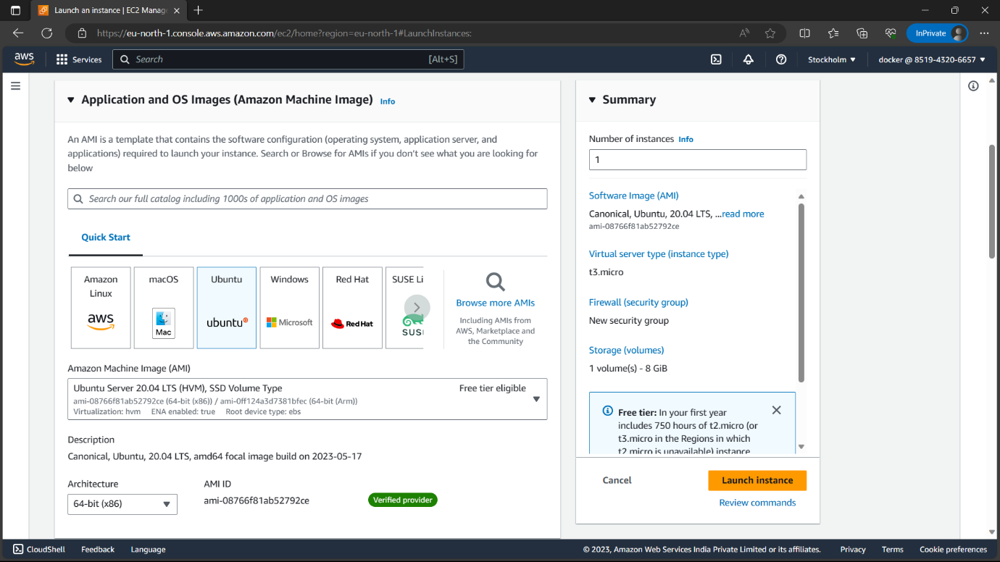 Launch an instance | EC2 Manag
https://eu-north-1.console.aws.amazon.com/ec2/home?region=eu-north-1#LaunchInstances:
InPrivate
aws
Services
Search
[Alt+S]
Stockholm
docker @ 8519-4320-6657
Application and OS Images (Amazon Machine Image) Info
An AMI is a template that contains the software configuration (operating system, application server, and
applications) required to launch your instance. Search or Browse for AMIs if you don't see what you are looking for
below
Search our full catalog including 1000s of application and OS images
Quick Start
Amazon
Linux
aws
macOS
Mac
Ubuntu
ubuntu
Windows
Microsoft
Red Hat
Red Hat
SUSE Li
SUS
Browse more AMIs
Including AMIs from
AWS, Marketplace and
the Community
Amazon Machine Image (AMI)
Ubuntu Server 20.04 LTS (HVM), SSD Volume Type
Free tier eligible
ami-08766f81ab52792ce (64-bit (x86)) / ami-0ff124a3d7381bfec (64-bit (Arm))
Virtualization: hvm ENA enabled: true Root device type: ebs
Description
Canonical, Ubuntu, 20.04 LTS, amd64 focal image build on 2023-05-17
Architecture
64-bit (x86)
AMI ID
ami-08766f81ab52792ce
Verified provider
Summary
Number of instances Info
1
Software Image (AMI)
Canonical, Ubuntu, 20.04 LTS, ...read more
ami-08766f81ab52792ce
Virtual server type (instance type)
t3.micro
Firewall (security group)
New security group
Storage (volumes)
1 volume(s) - 8 GiB
Free tier: In your first year
includes 750 hours of t2.micro (or
t3.micro in the Regions in which
t2.micro is unavailable) instance
Cancel
Launch instance
Review commands
CloudShell
Feedback
Language
© 2023, Amazon Web Services India Private Limited or its affiliates.
Privacy
Terms
Cookie preferences